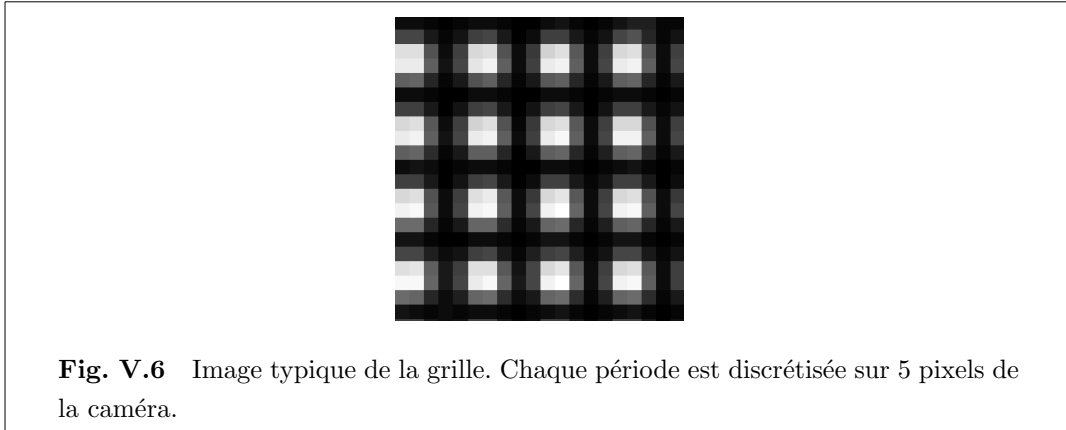 Fig. V.6 Image typique de la grille. Chaque période est discrétisée sur 5 pixels de
la caméra.